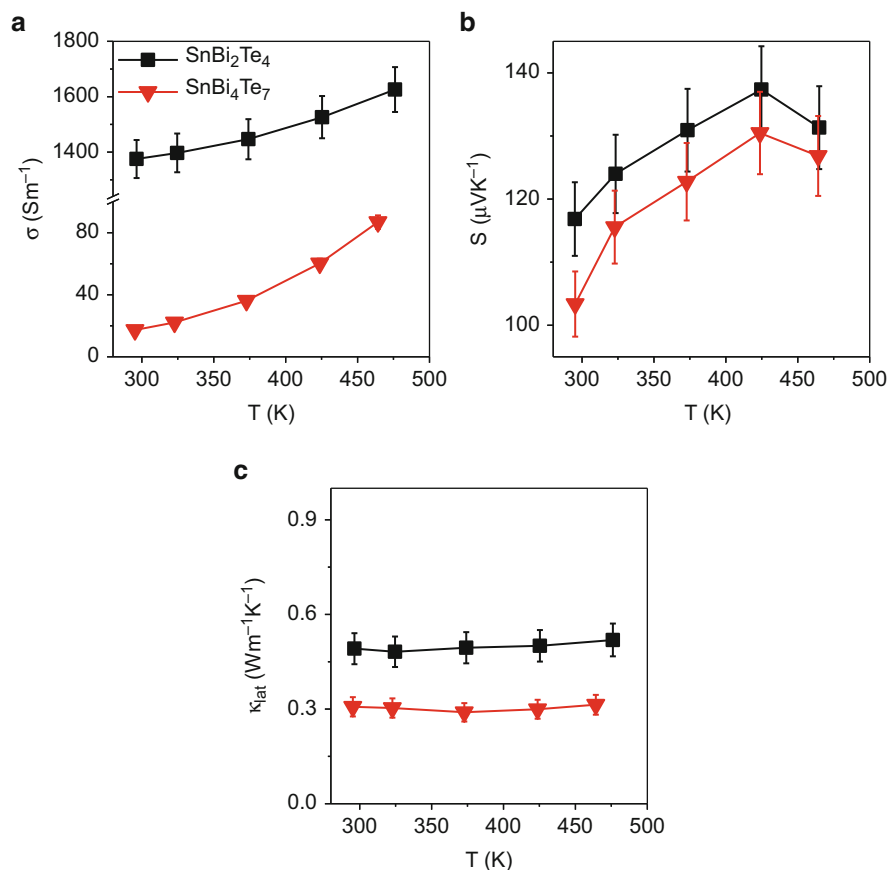 a
1800
1600
1400
80
40
0
σ (Sm⁻¹)
SnBi₂Te₄
SnBi₄Te₇
300 350 400 450 500
T (K)
b
140
120
100
S (μVK⁻¹)
300 350 400 450 500
T (K)
c
0.9
0.6
0.3
0.0
κlat (Wm⁻¹K⁻¹)
300 350 400 450 500
T (K)